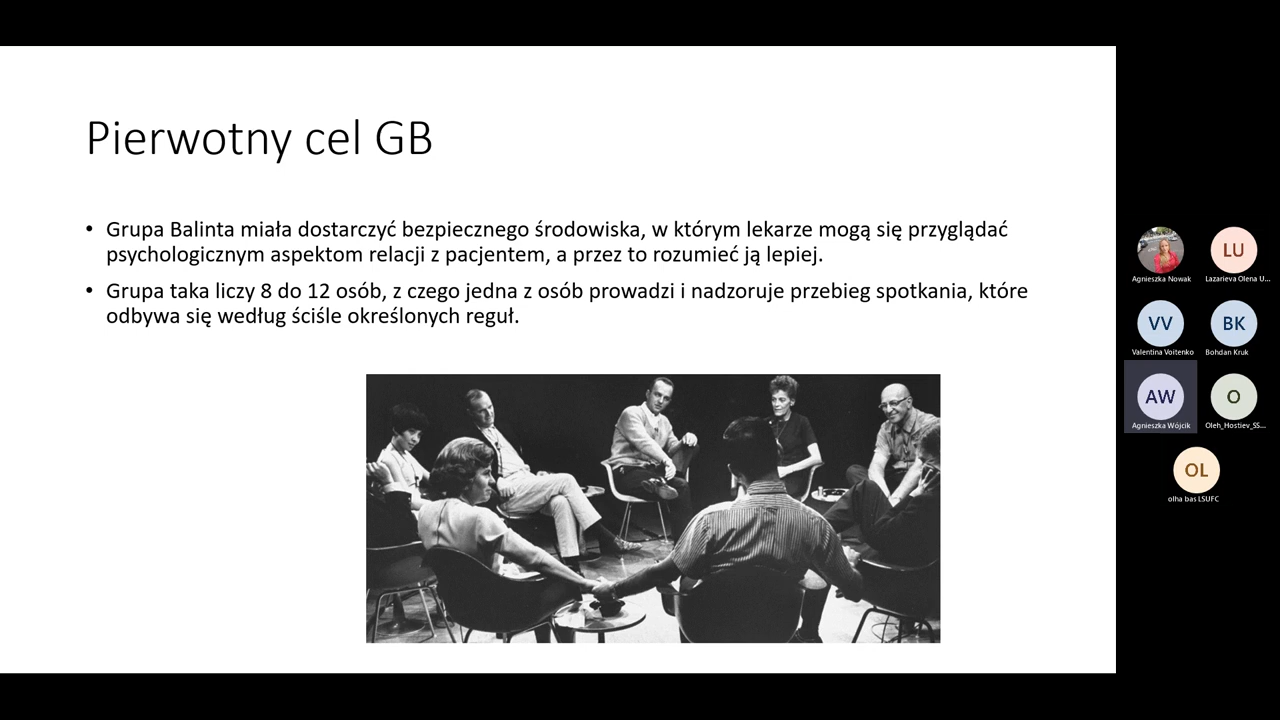 Pierwotny cel GB
• Grupa Balinta miała dostarczyć bezpiecznego środowiska, w którym lekarze mogą się przyglądać
psychologicznym aspektom relacji z pacjentem, a przez to rozumieć ją lepiej.
• Grupa taka liczy 8 do 12 osób, z czego jedna z osób prowadzi i nadzoruje przebieg spotkania, które
odbywa się według ściśle określonych reguł.
LU
Agnieszka Nowak
Lazarieva Olena U...
VV
BK
Valentina Voitenko
Bohdan Kruk
AW
O
Agnieszka Wójcik
Oleh_Hostiev_SS...
OL
olha bas LSUFC